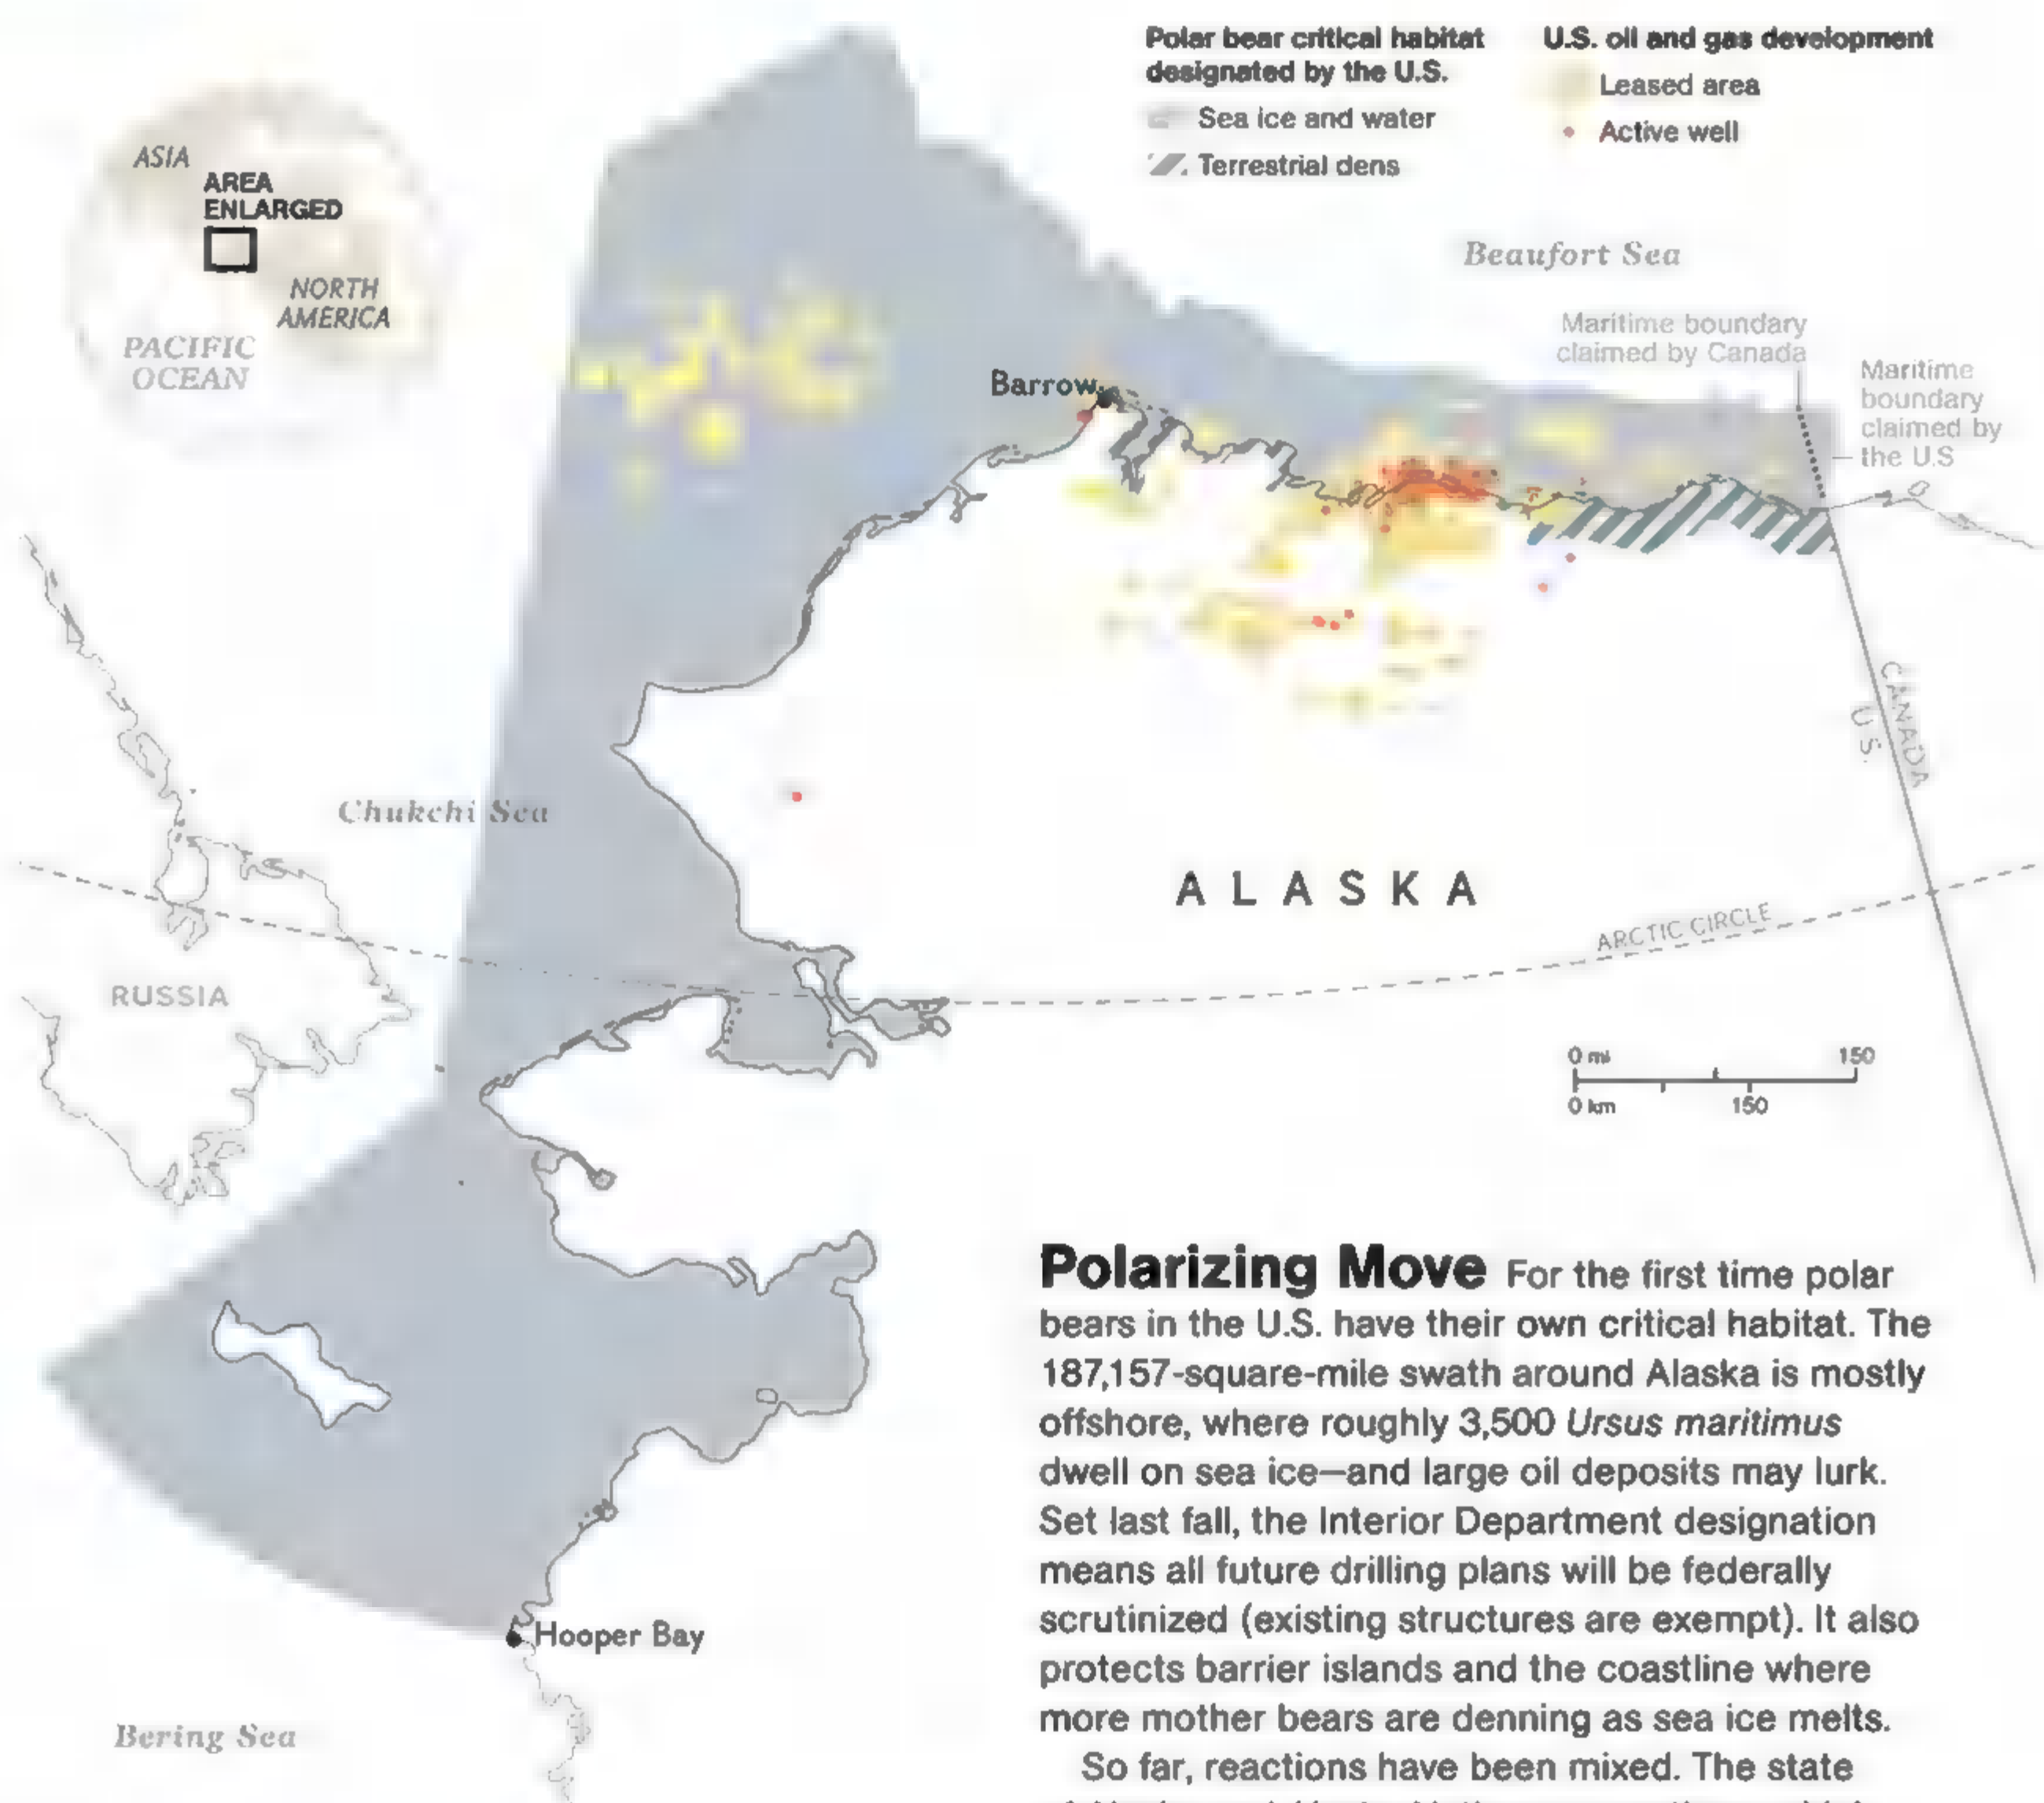 Polar bear critical habitat
designated by the U.S.
Sea ice and water
Terrestrial dens
U.S. oil and gas development
Leased area
Active well
ASIA
AREA
ENLARGED
NORTH
AMERICA
PACIFIC
OCEAN
Beaufort Sea
Maritime boundary
claimed by Canada
Maritime
boundary
claimed by
the U.S
Barrow
CANADA
U.S.
Chukchi Sea
ALASKA
ARCTIC CIRCLE
RUSSIA
0 mi 150
0 km 150
Hooper Bay
Bering Sea
Polarizing Move For the first time polar
bears in the U.S. have their own critical habitat. The
187,157-square-mile swath around Alaska is mostly
offshore, where roughly 3,500 Ursus maritimus
dwell on sea ice—and large oil deposits may lurk.
Set last fall, the Interior Department designation
means all future drilling plans will be federally
scrutinized (existing structures are exempt). It also
protects barrier islands and the coastline where
more mother bears are denning as sea ice melts.
So far, reactions have been mixed. The state